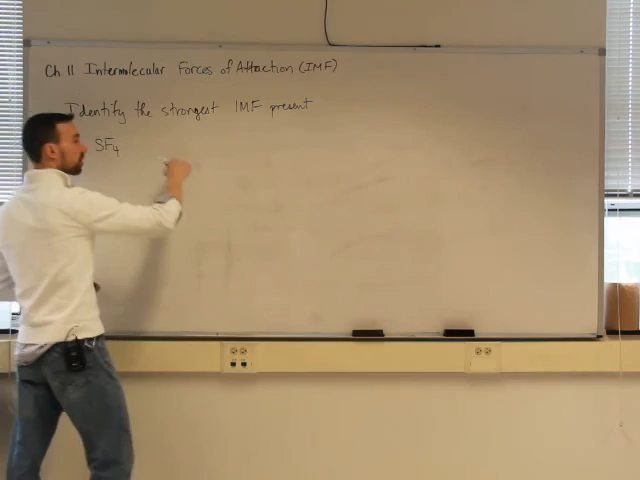 Ch 11 Intermolecular Forces of Attraction (IMF)
Identify the strongest IMF present
SF₄